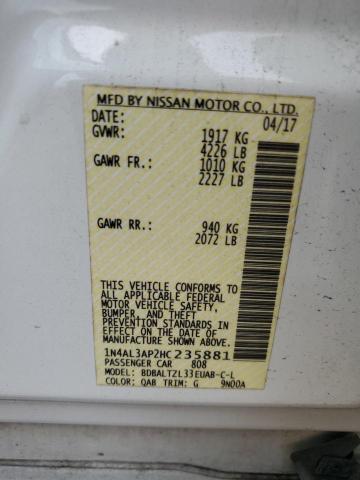 MFD BY NISSAN MOTOR CO., LTD.
DATE: 04/17
GVWR: 1917 KG
4226 LB
GAWR FR.: 1010 KG
2227 LB
GAWR RR.: 940 KG
2072 LB
THIS VEHICLE CONFORMS TO
ALL APPLICABLE FEDERAL
MOTOR VEHICLE SAFETY,
BUMPER, AND THEFT
PREVENTION STANDARDS IN
EFFECT ON THE DATE OF
MANUFACTURE SHOWN ABOVE.
1N4AL3AP2HC235881
PASSENGER CAR 808
MODEL: BDBALTZL33EUAB-C-L
COLOR: QAB TRIM: G 9N00A